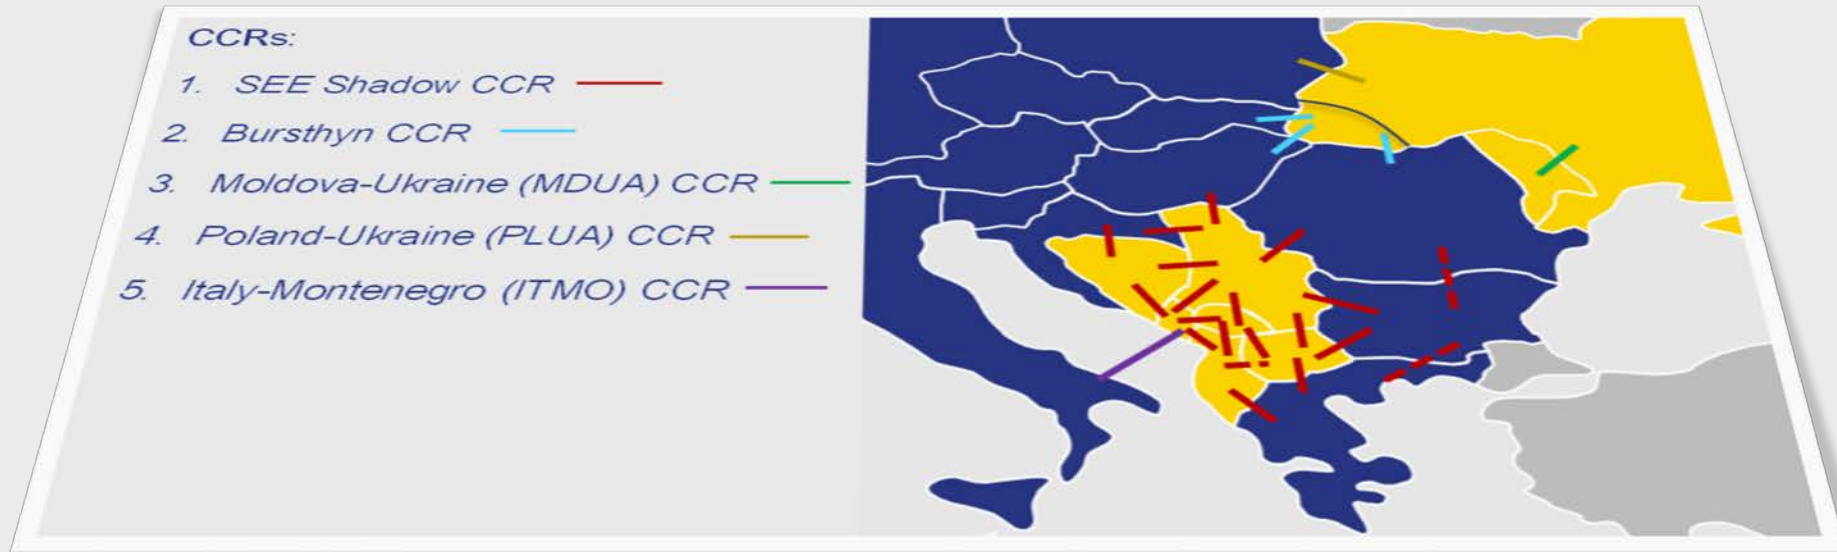 CCRs:
1. SEE Shadow CCR
2. Bursthyn CCR
3. Moldova-Ukraine (MDUA) CCR
4. Poland-Ukraine (PLUA) CCR
5. Italy-Montenegro (ITMO) CCR